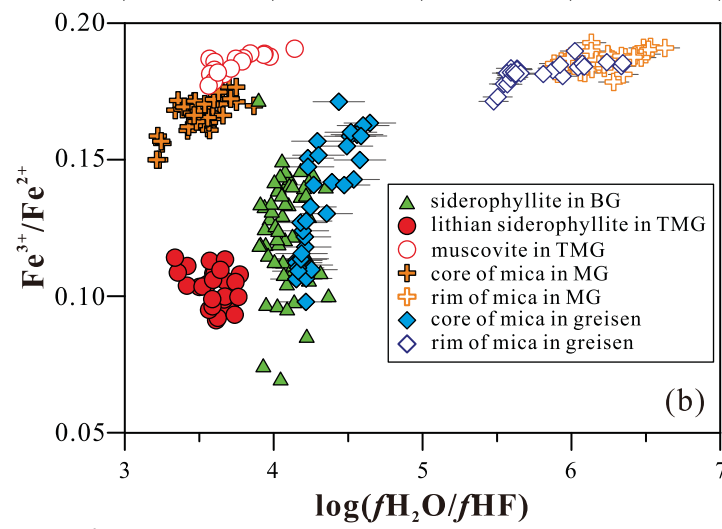 0.20
0.15
0.10
0.05
Fe³⁺/Fe²⁺
siderophyllite in BG
lithian siderophyllite in TMG
muscovite in TMG
core of mica in MG
rim of mica in MG
core of mica in greisen
rim of mica in greisen
(b)
3 4 5 6 7
log(fH₂O/fHF)